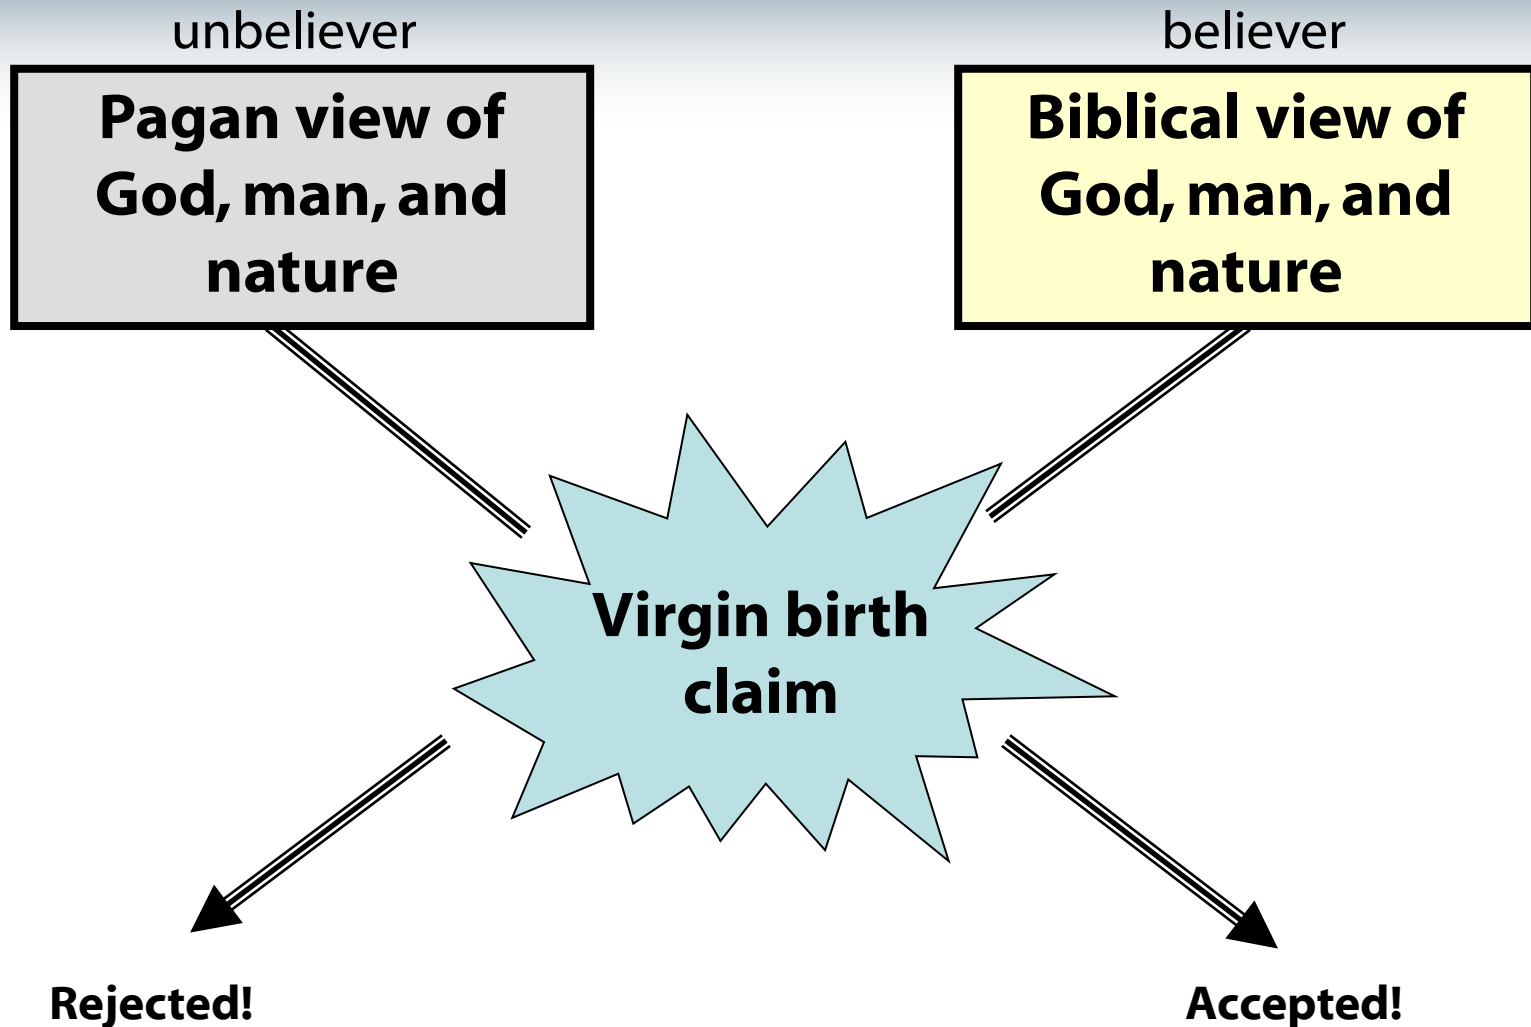 unbeliever
Pagan view of
God, man, and
nature
believer
Biblical view of
God, man, and
nature
Virgin birth
claim
Rejected!
Accepted!